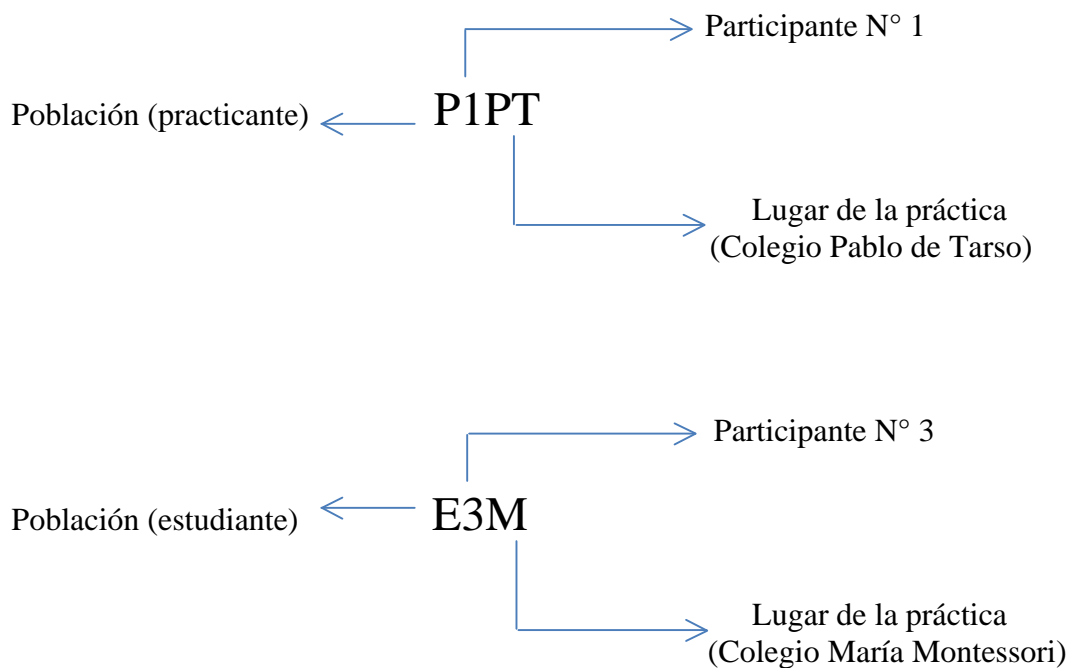 Participante N° 1
P1PT
Población (practicante)
Lugar de la práctica
(Colegio Pablo de Tarso)
Participante N° 3
E3M
Población (estudiante)
Lugar de la práctica
(Colegio María Montessori)